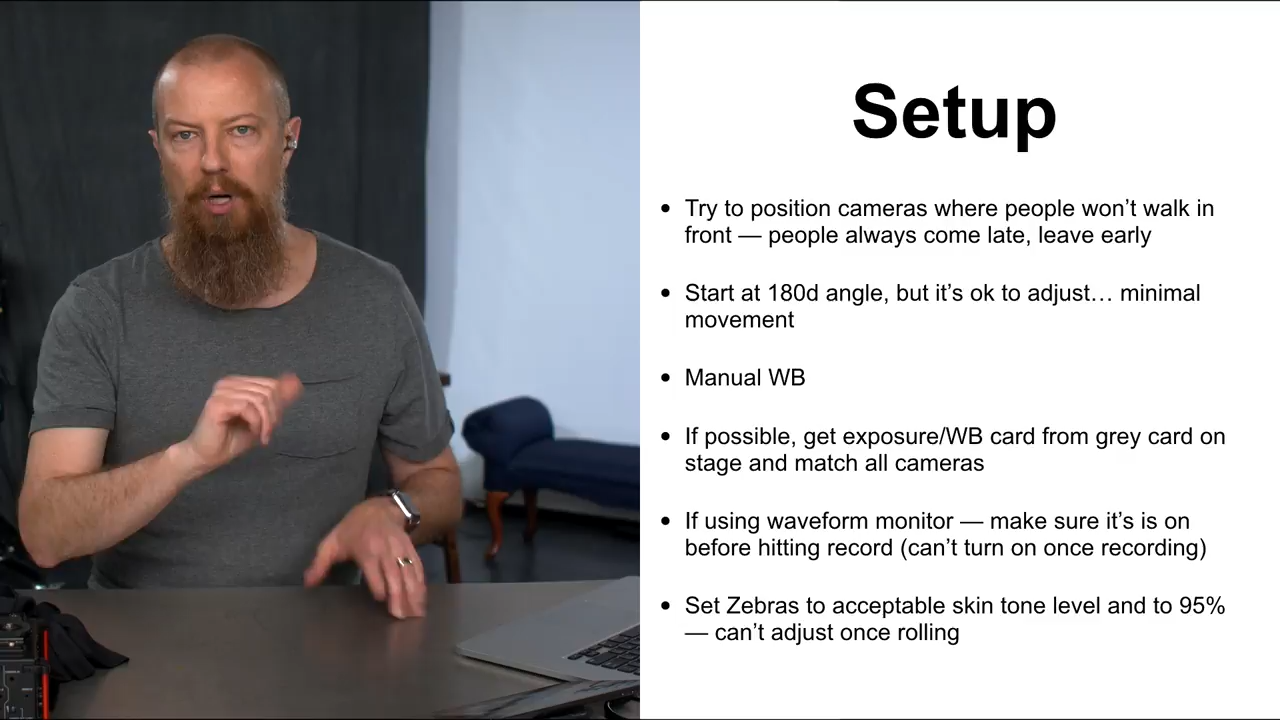 Setup
• Try to position cameras where people won’t walk in
front — people always come late, leave early
• Start at 180d angle, but it’s ok to adjust… minimal
movement
• Manual WB
• If possible, get exposure/WB card from grey card on
stage and match all cameras
• If using waveform monitor — make sure it’s is on
before hitting record (can’t turn on once recording)
• Set Zebras to acceptable skin tone level and to 95%
— can’t adjust once rolling